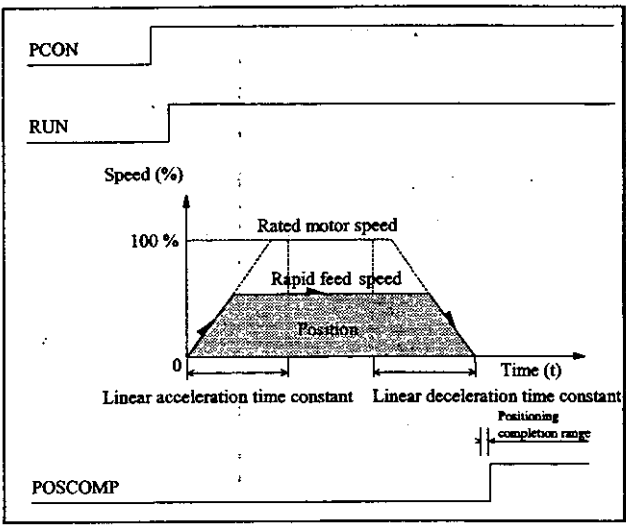 PCON
RUN
Speed (%)
Rated motor speed
100 %
Rapid feed speed
Position
0
Time (t)
Linear acceleration time constant
Linear deceleration time constant
Positioning
completion range
POSCOMP